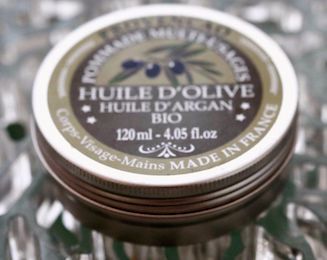 POMMADE MULTI-USAGES
HUILE D'OLIVE
HUILE D'ARGAN
BIO
120 ml - 4.05 fl.oz
Corps-Visage-Mains MADE IN FRANCE